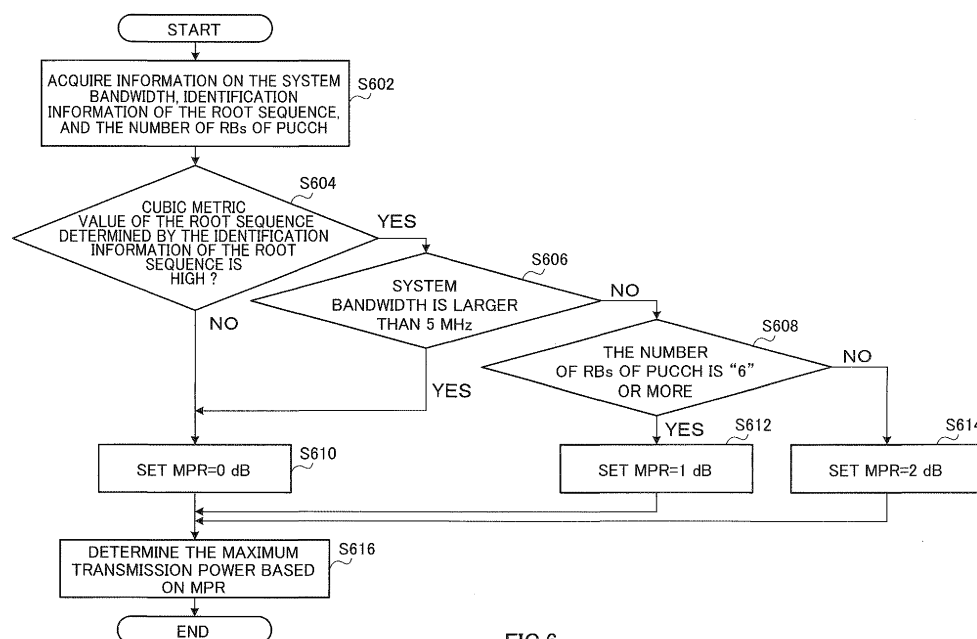 START
ACQUIRE INFORMATION ON THE SYSTEM
BANDWIDTH, IDENTIFICATION
INFORMATION OF THE ROOT SEQUENCE,
AND THE NUMBER OF RBs OF PUCCH
S602
CUBIC METRIC
VALUE OF THE ROOT SEQUENCE
DETERMINED BY THE IDENTIFICATION
INFORMATION OF THE ROOT
SEQUENCE IS
HIGH ?
S604
YES
NO
SYSTEM
BANDWIDTH IS LARGER
THAN 5 MHz
S606
NO
YES
THE NUMBER
OF RBs OF PUCCH IS “6”
OR MORE
S608
NO
YES
SET MPR=0 dB
S610
SET MPR=1 dB
S612
SET MPR=2 dB
S614
DETERMINE THE MAXIMUM
TRANSMISSION POWER BASED
ON MPR
S616
END
FIG.6